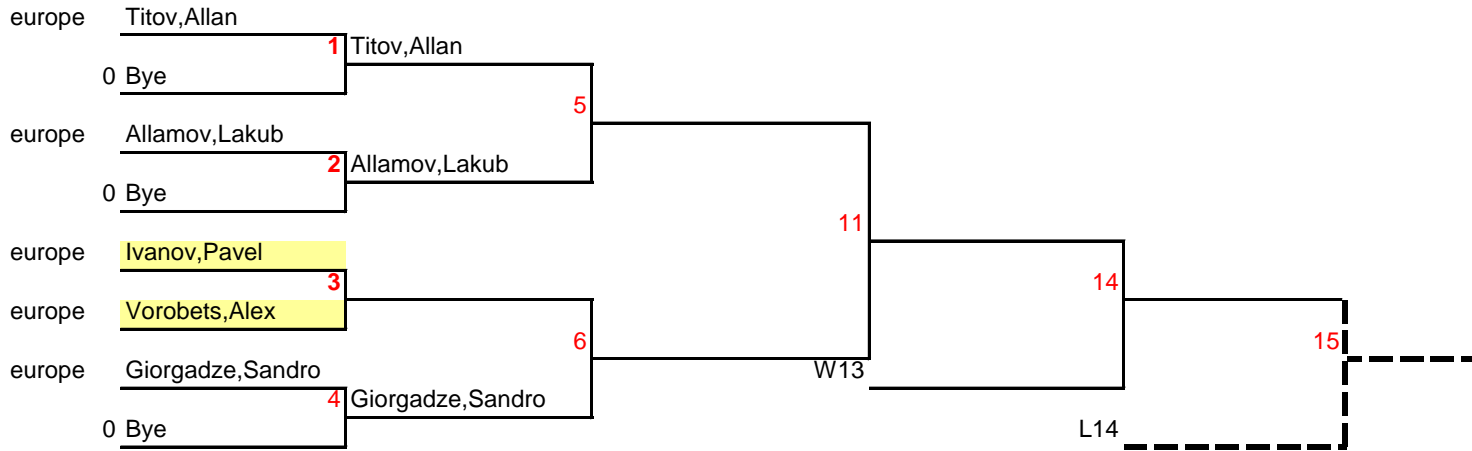 europe Titov,Allan
1 Titov,Allan
0 Bye
5
europe Allamov,Lakub
2 Allamov,Lakub
0 Bye
11
europe Ivanov,Pavel
3
14
europe Vorobets,Alex
6
15
europe Giorgadze,Sandro
W13
4 Giorgadze,Sandro
0 Bye
L14